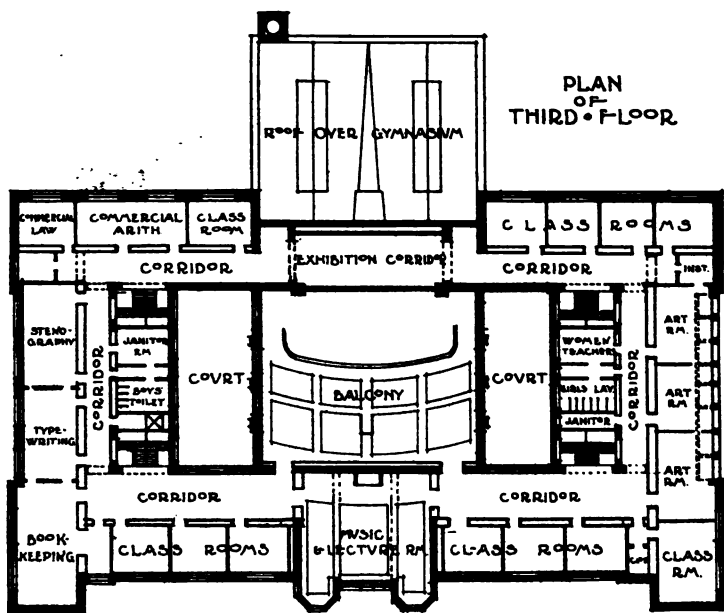 PLAN
OF
THIRD • FLOOR
ROOF OVER GYMNASIUM
COMMERCIAL
LAW
COMMERCIAL
ARITH
CLASS
ROOM
CLASS ROOMS
CORRIDOR
EXHIBITION CORRIDOR
CORRIDOR
INST.
STENO-
GRAPHY
CORRIDOR
JANITOR
RM
BOYS
TOILET
TYPE-
WRITING
COURT
BALCONY
COURT
WOMEN
TEACHERS
GIRLS LAV.
JANITOR
CORRIDOR
ART
RM.
ART
RM
ART
RM.
CORRIDOR
CORRIDOR
BOOK-
KEEPING
CLASS ROOMS
MUSIC
& LECTURE RM.
CLASS ROOMS
CLASS
RM.